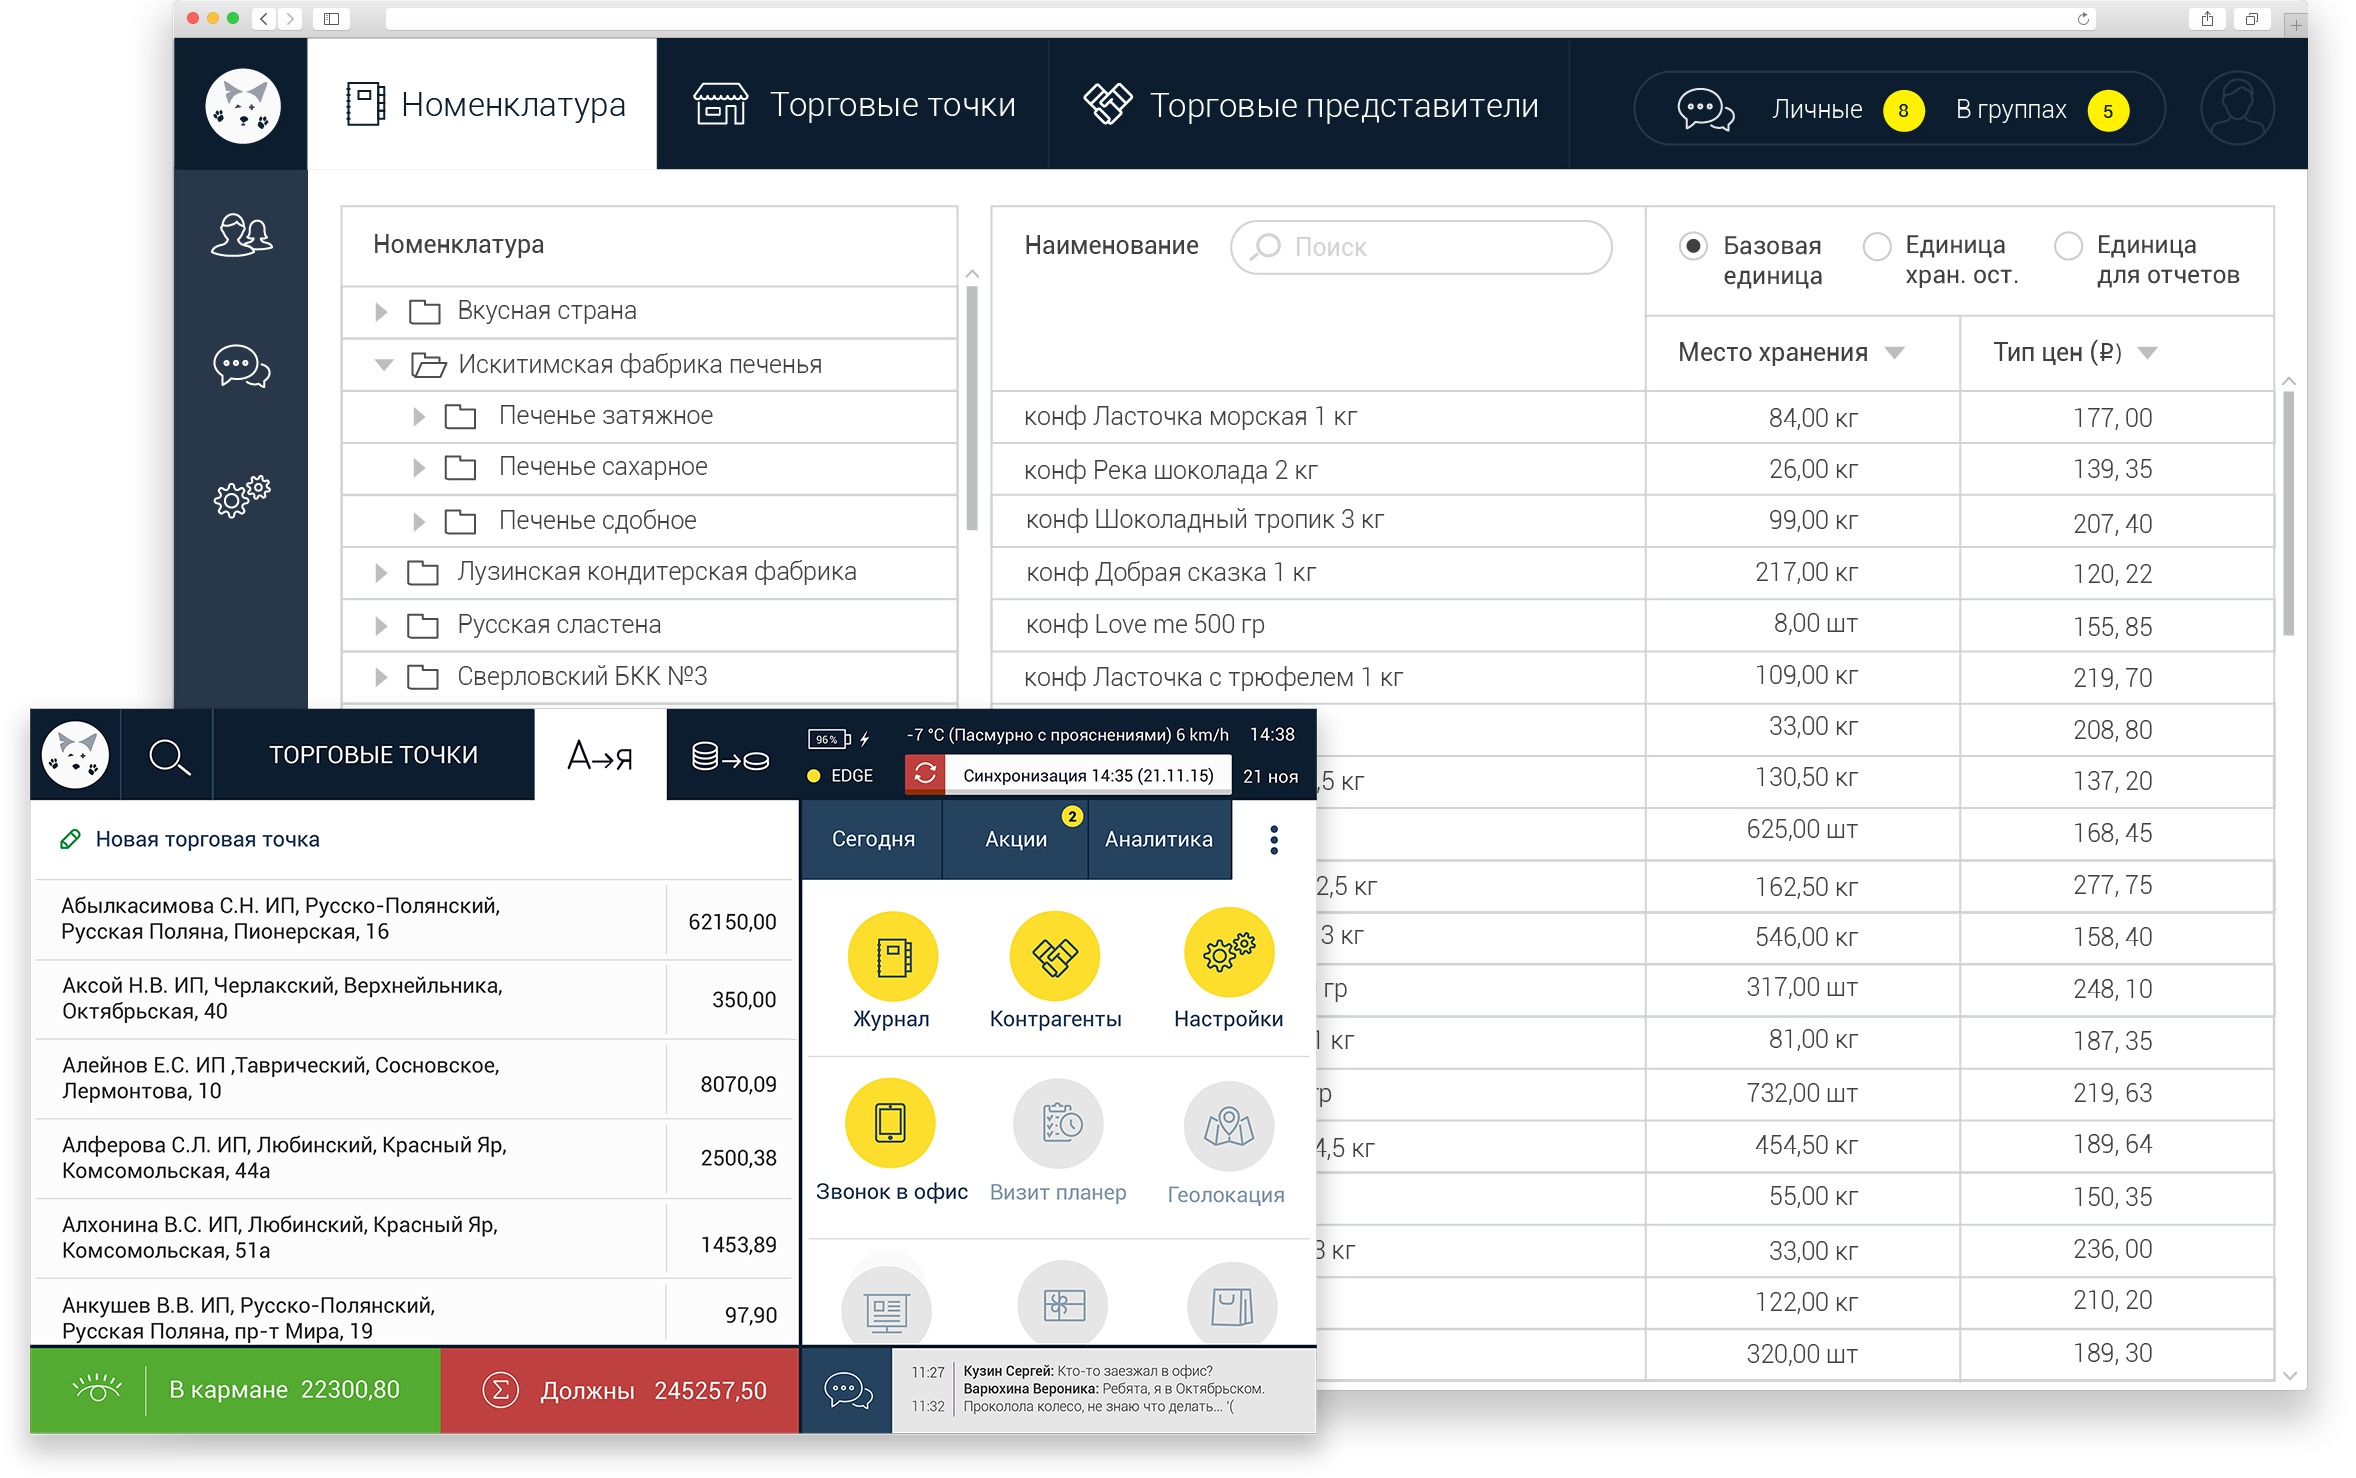 Номенклатура
Торговые точки
Торговые представители
Личные 8 В группах 5
Номенклатура
Вкусная страна
Искитимская фабрика печенья
Печенье затяжное
Печенье сахарное
Печенье сдобное
Лузинская кондитерская фабрика
Русская сластена
Сверловский БКК №3
Наименование
Поиск
Базовая
единица
Единица
хран. ост.
Единица
для отчетов
Место хранения
Тип цен (₽)
конф Ласточка морская 1 кг 84,00 кг 177, 00
конф Река шоколада 2 кг 26,00 кг 139, 35
конф Шоколадный тропик 3 кг 99,00 кг 207, 40
конф Добрая сказка 1 кг 217,00 кг 120, 22
конф Love me 500 гр 8,00 шт 155, 85
конф Ласточка с трюфелем 1 кг 109,00 кг 219, 70
33,00 кг 208, 80
,5 кг 130,50 кг 137, 20
625,00 шт 168, 45
2,5 кг 162,50 кг 277, 75
3 кг 546,00 кг 158, 40
гр 317,00 шт 248, 10
1 кг 81,00 кг 187, 35
гр 732,00 шт 219, 63
4,5 кг 454,50 кг 189, 64
55,00 кг 150, 35
3 кг 33,00 кг 236, 00
122,00 кг 210, 20
320,00 шт 189, 30
ТОРГОВЫЕ ТОЧКИ
А→я
96%
EDGE
-7 °C (Пасмурно с прояснениями) 6 km/h 14:38
Синхронизация 14:35 (21.11.15) 21 ноя
Новая торговая точка
Абылкасимова С.Н. ИП, Русско-Полянский,
Русская Поляна, Пионерская, 16
62150,00
Аксой Н.В. ИП, Черлакский, Верхнейльника,
Октябрьская, 40
350,00
Алейнов Е.С. ИП ,Таврический, Сосновское,
Лермонтова, 10
8070,09
Алферова С.Л. ИП, Любинский, Красный Яр,
Комсомольская, 44а
2500,38
Алхонина В.С. ИП, Любинский, Красный Яр,
Комсомольская, 51а
1453,89
Анкушев В.В. ИП, Русско-Полянский,
Русская Поляна, пр-т Мира, 19
97,90
Сегодня
Акции 2
Аналитика
Журнал
Контрагенты
Настройки
Звонок в офис
Визит планер
Геолокация
В кармане 22300,80
Σ Должны 245257,50
11:27 Кузин Сергей: Кто-то заезжал в офис?
Варюхина Вероника: Ребята, я в Октябрьском.
11:32 Проколола колесо, не знаю что делать... '(